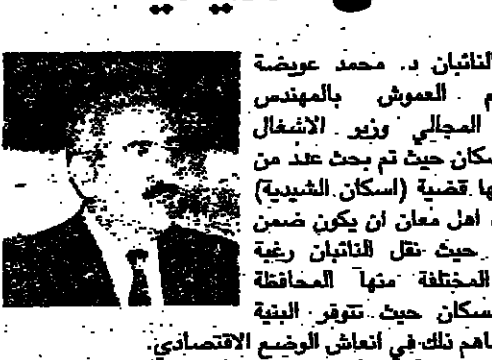 النائبان د. محمد عويضة
م العموش بالمهندس
المجالي وزير الاشغال
سكان حيث تم بحث عدد من
ها قضية (اسكان الشيدية)
اهل معان ان يكون ضمن
حيث نقل النائبان رغبة
المختلفة منها المحافظة
سكان حيث تتوفر البنية
اهم ذلك في انعاش الوضع الاقتصادي.